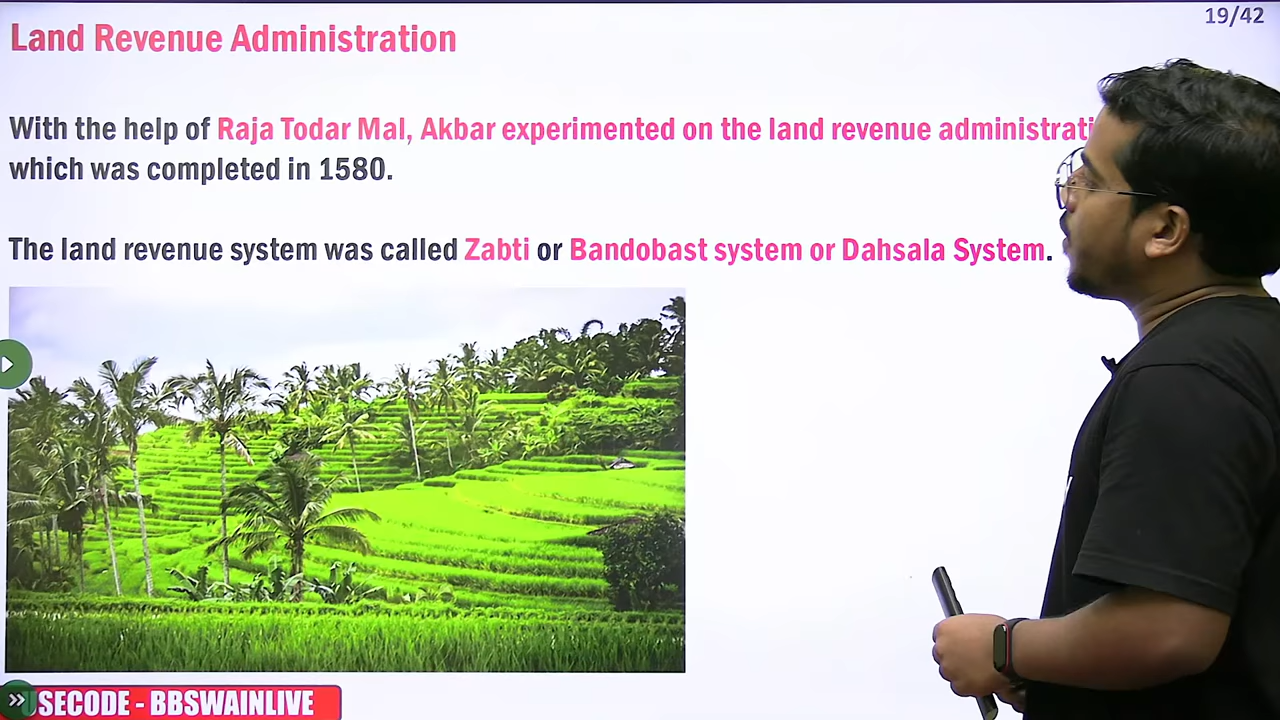 19/42
Land Revenue Administration
With the help of Raja Todar Mal, Akbar experimented on the land revenue
which was completed in 1580.
The land revenue system was called Zabti or Bandobast system or Dahsala System.
SECODE - BBSWAINLIVE